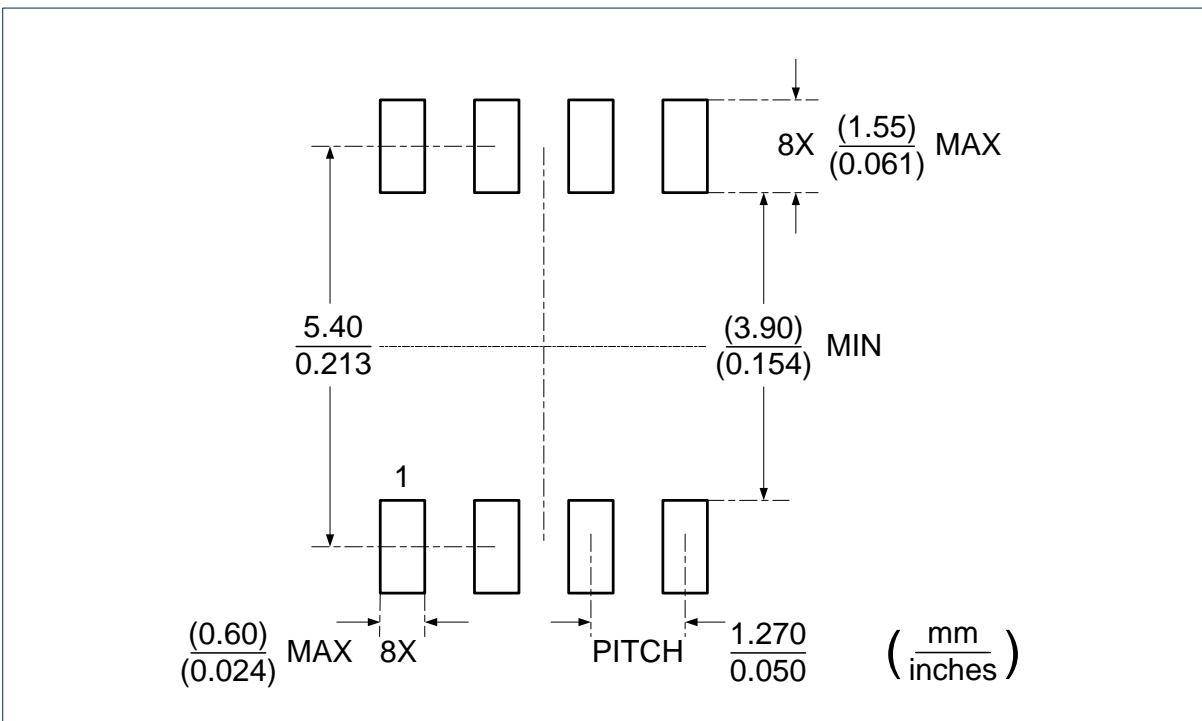 (1.55)
8X MAX
(0.061)
5.40
0.213
(3.90)
MIN
(0.154)
1
(0.60)
MAX 8X
(0.024)
PITCH
1.270
0.050
( mm
inches )